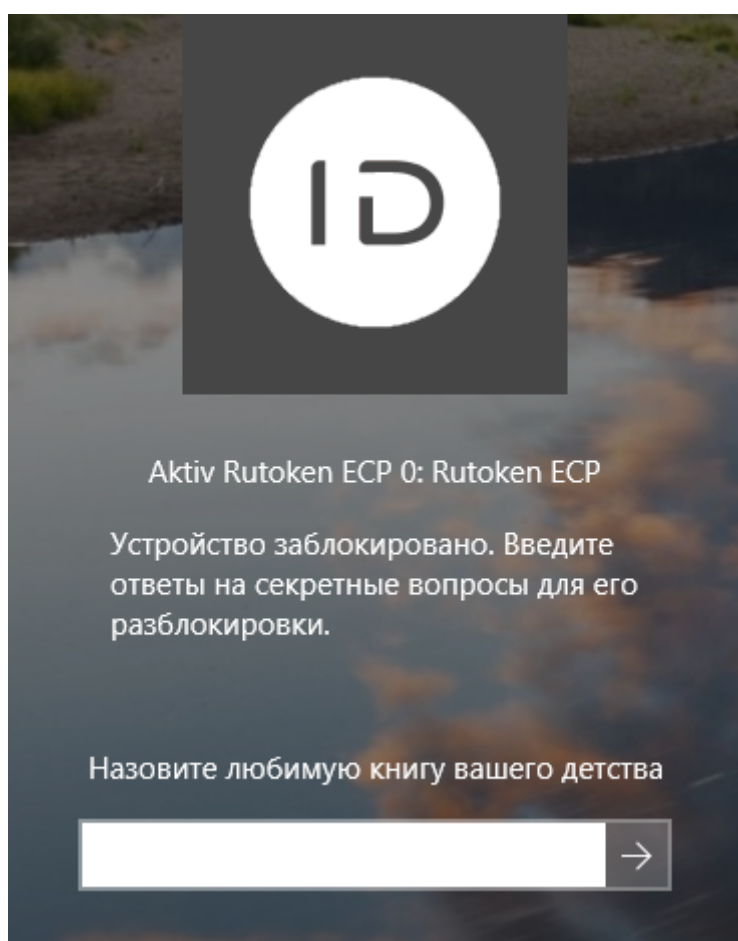 ID
Aktiv Rutoken ECP 0: Rutoken ECP
Устройство заблокировано. Введите
ответы на секретные вопросы для его
разблокировки.
Назовите любимую книгу вашего детства